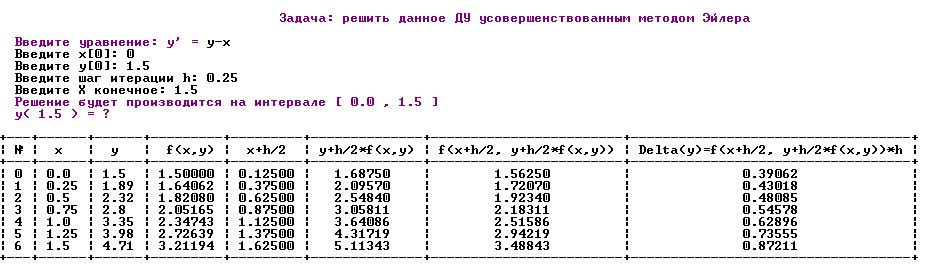 Задача: решить данное ДУ усовершенствованным методом Эйлера
Введите уравнение: y' = y-x
Введите x[0]: 0
Введите y[0]: 1.5
Введите шаг итерации h: 0.25
Введите X конечное: 1.5
Решение будет производится на интервале [ 0.0 , 1.5 ]
y( 1.5 ) = ?
№ | x | y | f(x,y) | x+h/2 | y+h/2*f(x,y) | f(x+h/2, y+h/2*f(x,y)) | Delta(y)=f(x+h/2, y+h/2*f(x,y))*h
0 | 0.0 | 1.5 | 1.50000 | 0.12500 | 1.68750 | 1.56250 | 0.39062
1 | 0.25 | 1.89 | 1.64062 | 0.37500 | 2.09570 | 1.72070 | 0.43018
2 | 0.5 | 2.32 | 1.82080 | 0.62500 | 2.54840 | 1.92340 | 0.48085
3 | 0.75 | 2.8 | 2.05165 | 0.87500 | 3.05811 | 2.18311 | 0.54578
4 | 1.0 | 3.35 | 2.34743 | 1.12500 | 3.64086 | 2.51586 | 0.62896
5 | 1.25 | 3.98 | 2.72639 | 1.37500 | 4.31719 | 2.94219 | 0.73555
6 | 1.5 | 4.71 | 3.21194 | 1.62500 | 5.11343 | 3.48843 | 0.87211